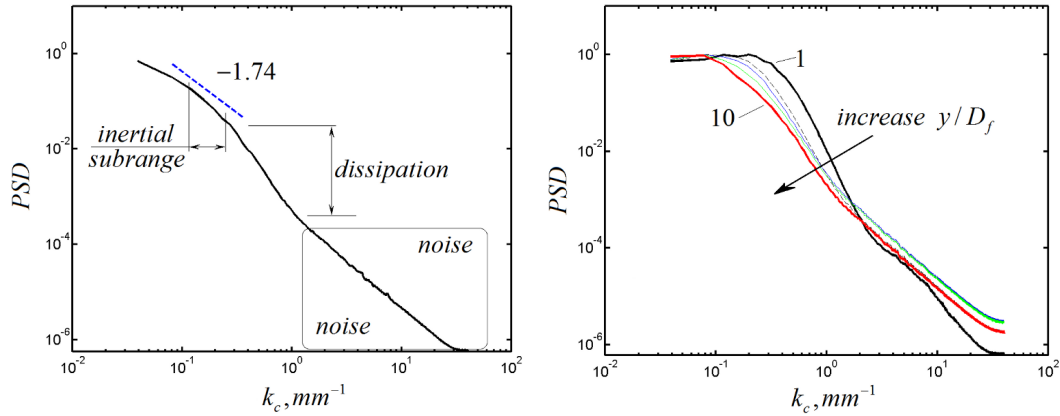 10^0
10^-2
10^-4
10^-6
PSD
−1.74
inertial
subrange
dissipation
noise
noise
10^-2
10^-1
10^0
10^1
10^2
k_c, mm^−1
10^0
10^-2
10^-4
10^-6
PSD
1
10
increase y/D_f
10^-2
10^-1
10^0
10^1
10^2
k_c, mm^−1